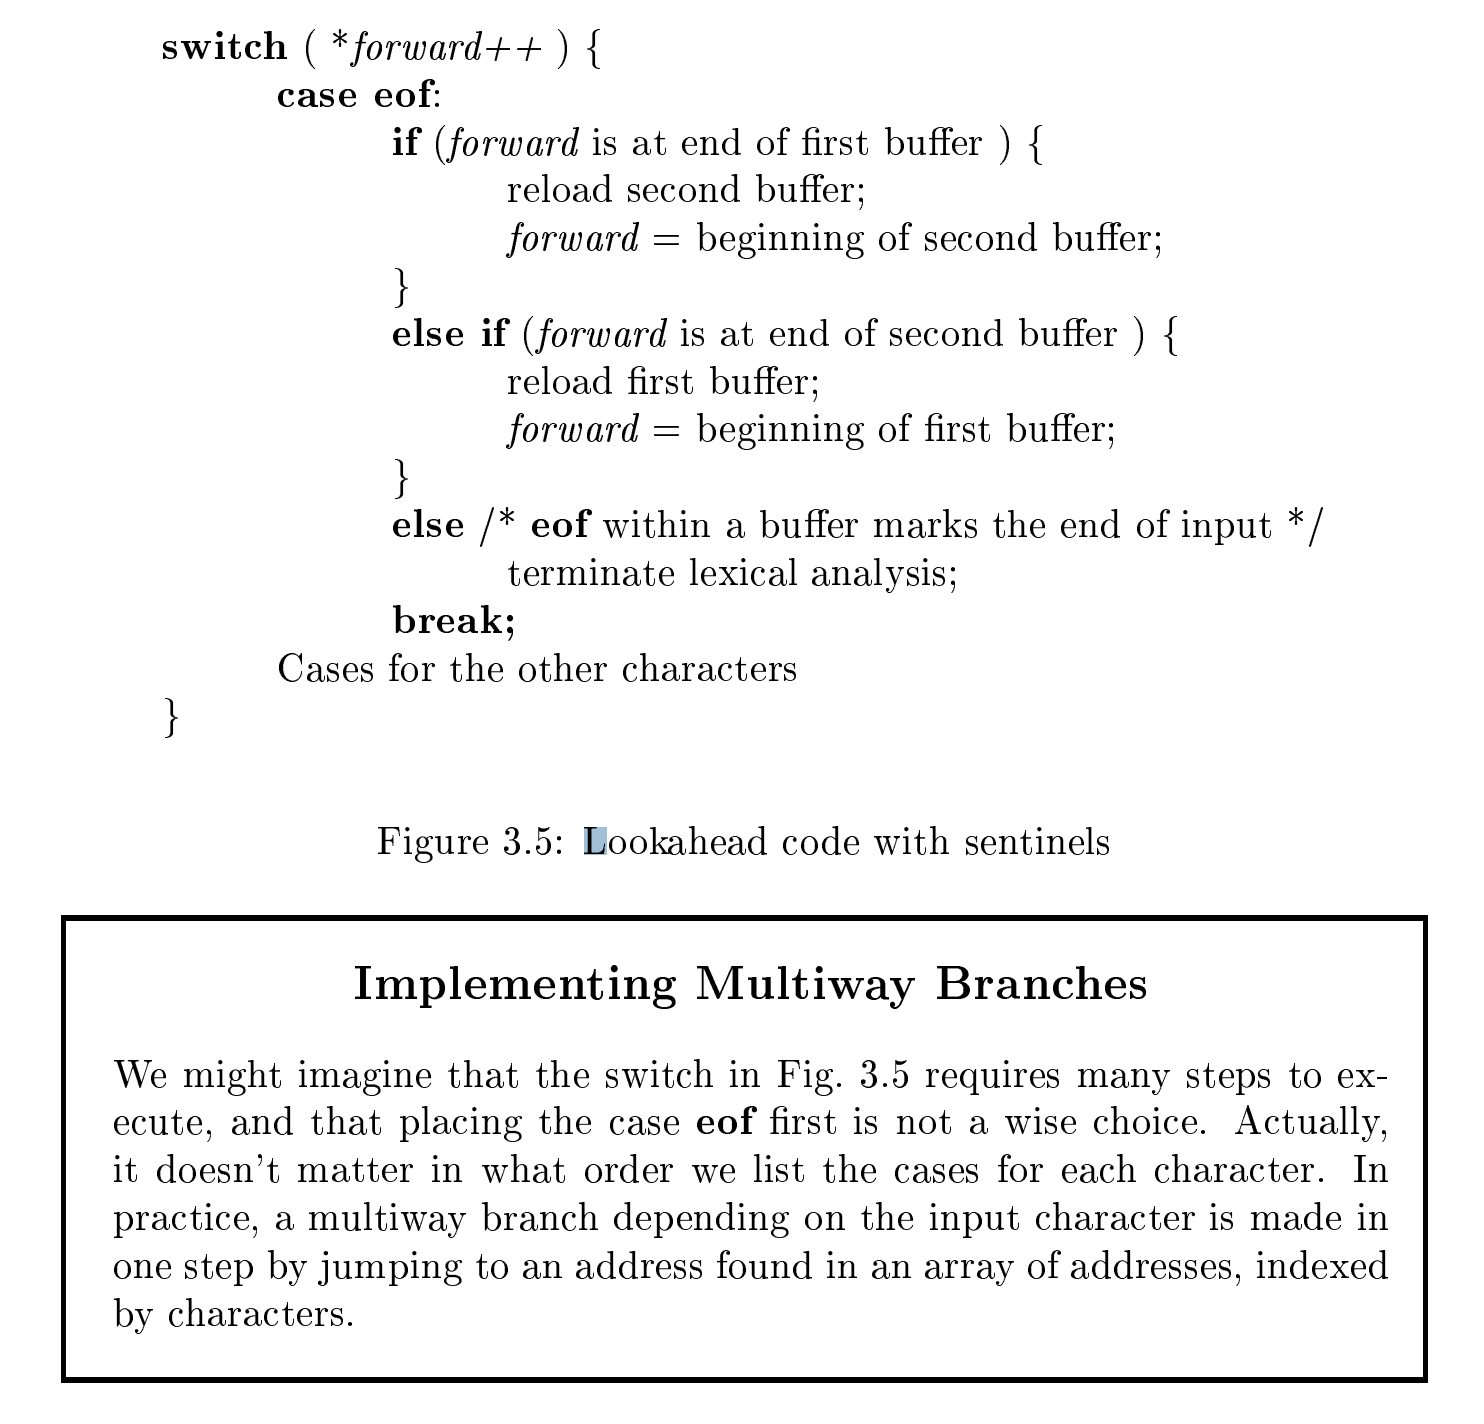 switch ( *forward++ ) {
case eof:
if (forward is at end of first buffer ) {
reload second buffer;
forward = beginning of second buffer;
}
else if (forward is at end of second buffer ) {
reload first buffer;
forward = beginning of first buffer;
}
else /* eof within a buffer marks the end of input */
terminate lexical analysis;
break;
Cases for the other characters
}
Figure 3.5: Lookahead code with sentinels
Implementing Multiway Branches
We might imagine that the switch in Fig. 3.5 requires many steps to ex-
ecute, and that placing the case eof first is not a wise choice. Actually,
it doesn't matter in what order we list the cases for each character. In
practice, a multiway branch depending on the input character is made in
one step by jumping to an address found in an array of addresses, indexed
by characters.